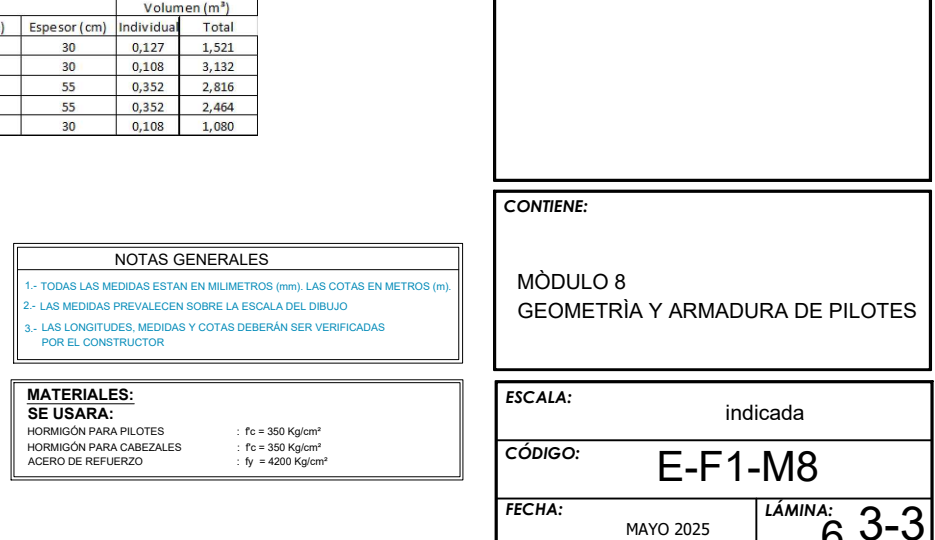 Volumen (m³)
) Espesor (cm) Individual Total
30 0,127 1,521
30 0,108 3,132
55 0,352 2,816
55 0,352 2,464
30 0,108 1,080
CONTIENE:
MÒDULO 8
GEOMETRÌA Y ARMADURA DE PILOTES
NOTAS GENERALES
1.- TODAS LAS MEDIDAS ESTAN EN MILIMETROS (mm). LAS COTAS EN METROS (m).
2.- LAS MEDIDAS PREVALECEN SOBRE LA ESCALA DEL DIBUJO
3.- LAS LONGITUDES, MEDIDAS Y COTAS DEBERÁN SER VERIFICADAS
POR EL CONSTRUCTOR
MATERIALES:
SE USARA:
HORMIGÓN PARA PILOTES : f'c = 350 Kg/cm²
HORMIGÓN PARA CABEZALES : f'c = 350 Kg/cm²
ACERO DE REFUERZO : fy = 4200 Kg/cm²
ESCALA:
indicada
CÓDIGO:
E-F1-M8
FECHA:
MAYO 2025
LÁMINA:
6 3-3